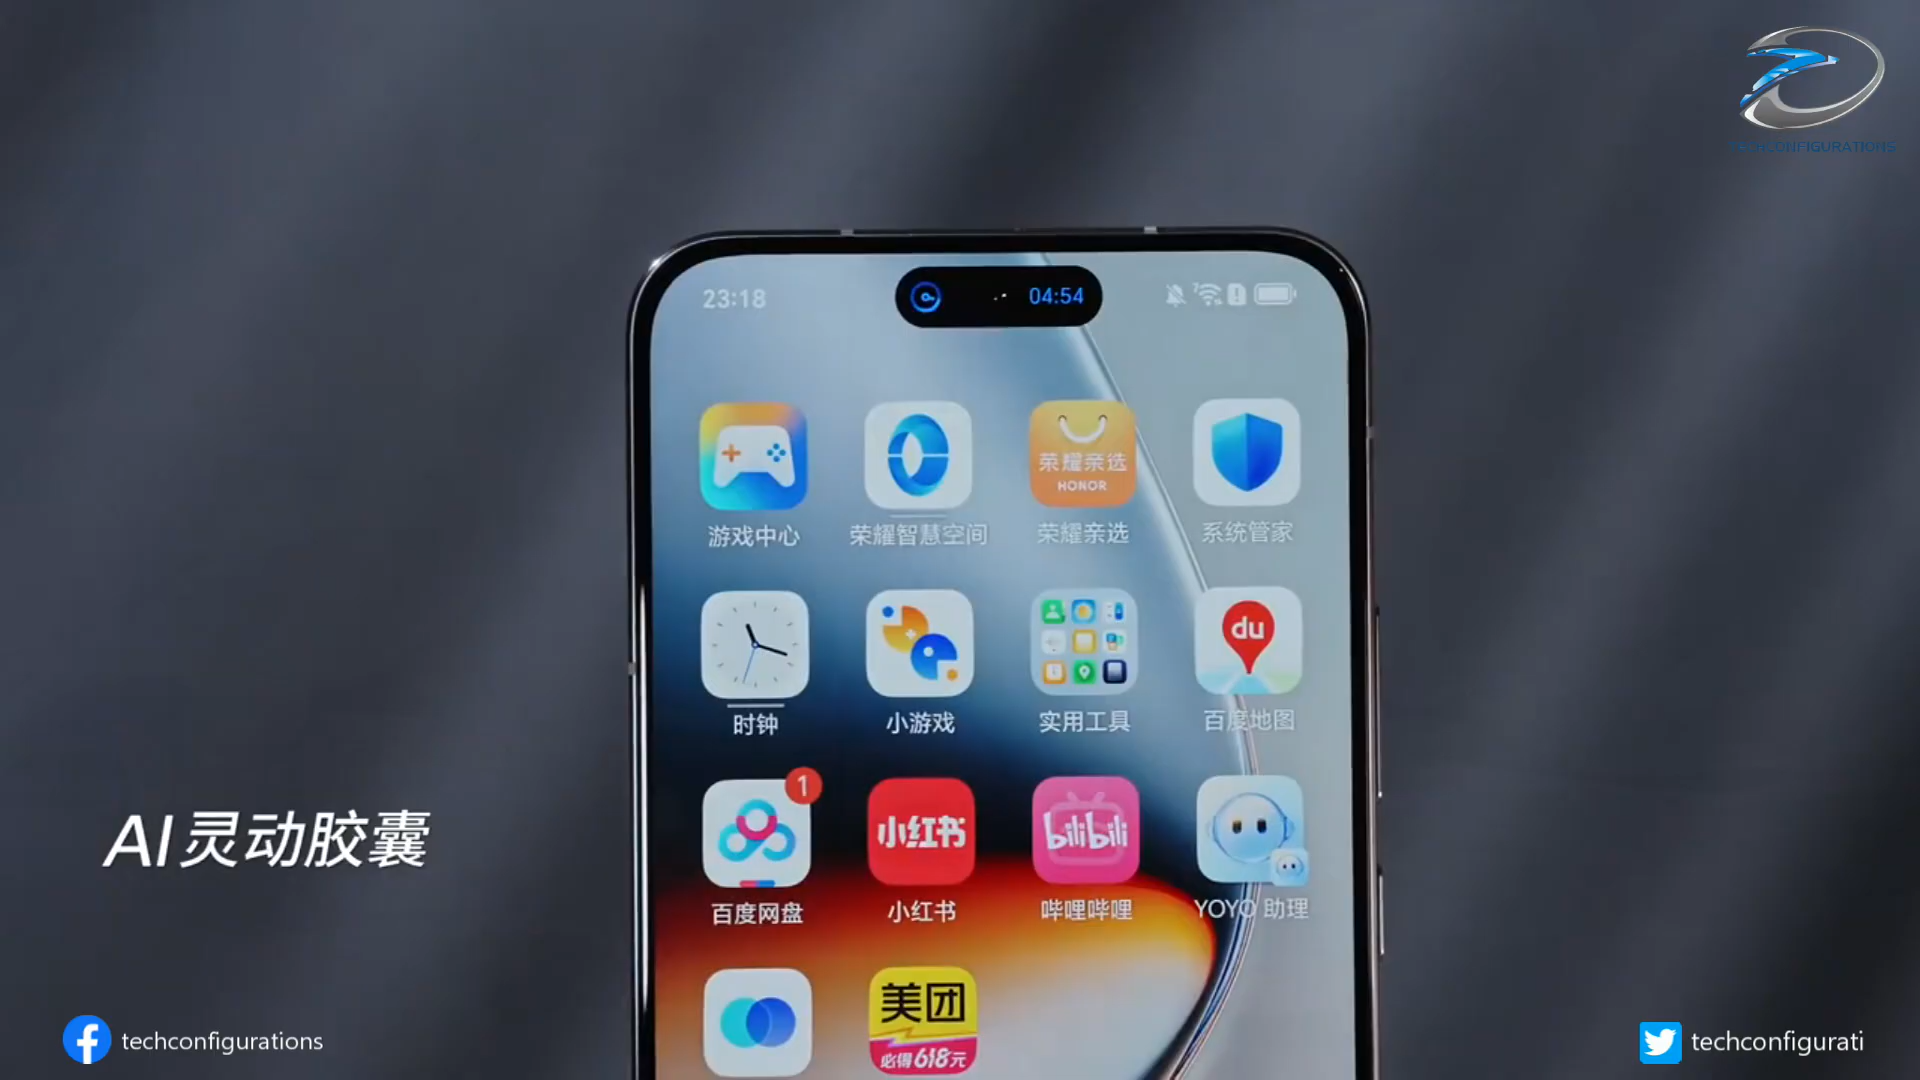 TECHCONFIGURATIONS
23:18
04:54
荣耀亲选
HONOR
游戏中心
荣耀智慧空间
荣耀亲选
系统管家
du
时钟
小游戏
实用工具
百度地图
1
小红书
bilibili
百度网盘
小红书
哔哩哔哩
YOYO 助理
AI灵动胶囊
美团
必得618元
techconfigurations
techconfigurati